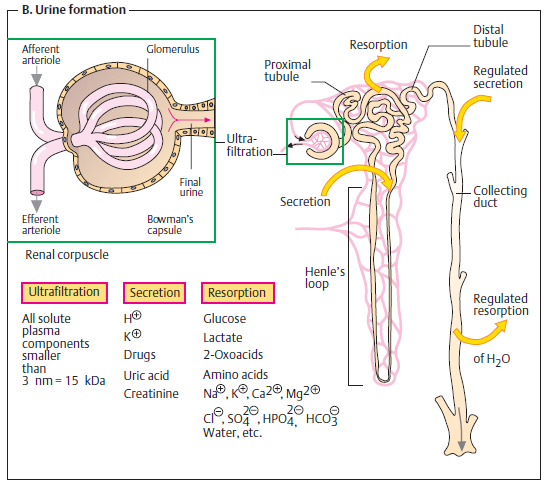 B. Urine formation
Afferent
arteriole
Glomerulus
Final
urine
Efferent
arteriole
Bowman's
capsule
Renal corpuscle
Ultra-
filtration
Proximal
tubule
Resorption
Distal
tubule
Regulated
secretion
Secretion
Collecting
duct
Henle's
loop
Regulated
resorption
of H₂O
Ultrafiltration
All solute
plasma
components
smaller
than
3 nm = 15 kDa
Secretion
H⊕
K⊕
Drugs
Uric acid
Creatinine
Resorption
Glucose
Lactate
2-Oxoacids
Amino acids
Na⊕, K⊕, Ca2⊕, Mg2⊕
Cl⊖, SO₄2⊖, HPO₄2⊖, HCO₃⊖
Water, etc.